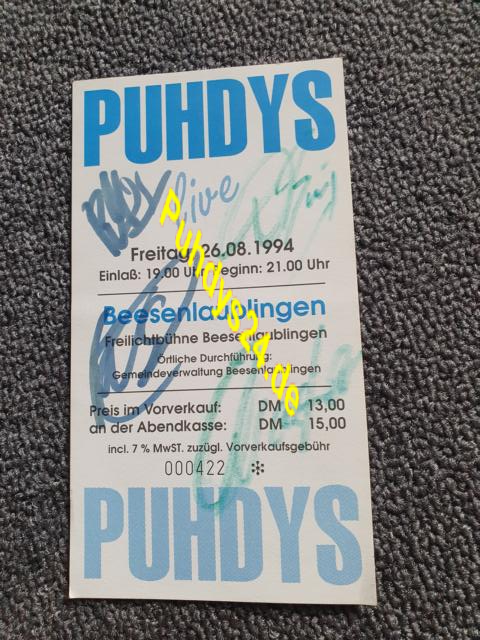 PUHDYS
live
Freitag, 26.08.1994
Einlaß: 19.00 Uhr Beginn: 21.00 Uhr
Beesenlaublingen
Freilichtbühne Beesenlaublingen
Örtliche Durchführung:
Gemeindeverwaltung Beesenlaublingen
Preis im Vorverkauf: DM 13,00
an der Abendkasse: DM 15,00
incl. 7 % MwST. zuzügl. Vorverkaufsgebühr
000422 *
PUHDYS
Puhdys24.de